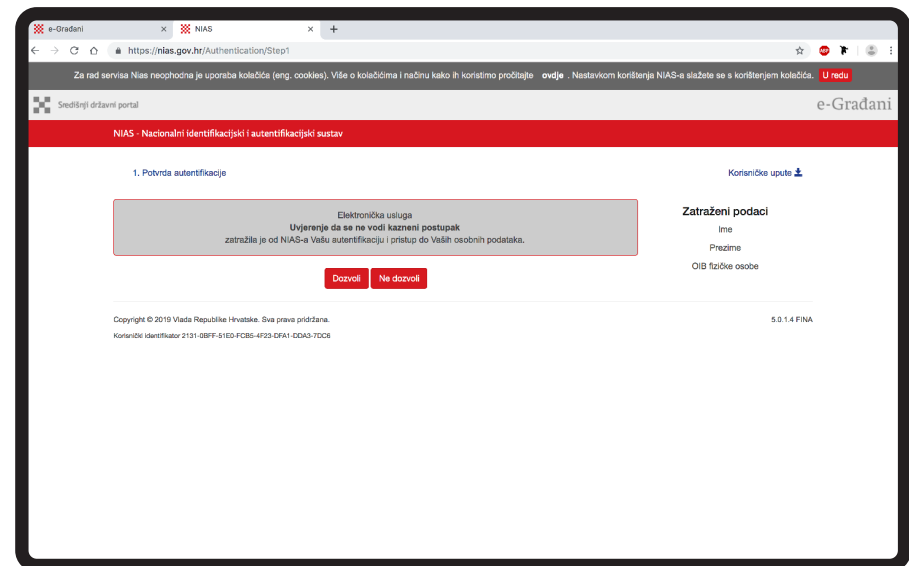 e-Građani
NIAS
https://nias.gov.hr/Authentication/Step1
ABP
Za rad servisa Nias neophodna je uporaba kolačića (eng. cookies). Više o kolačićima i načinu kako ih koristimo pročitajte ovdje . Nastavkom korištenja NIAS-a slažete se s korištenjem kolačića. U redu
Središnji državni portal
e-Građani
NIAS - Nacionalni identifikacijski i autentifikacijski sustav
1. Potvrda autentifikacije
Korisničke upute
Elektronička usluga
Uvjerenje da se ne vodi kazneni postupak
zatražila je od NIAS-a Vašu autentifikaciju i pristup do Vaših osobnih podataka.
Dozvoli Ne dozvoli
Zatraženi podaci
Ime
Prezime
OIB fizičke osobe
Copyright © 2019 Vlada Republike Hrvatske. Sva prava pridržana.
5.0.1.4 FINA
Korisnički identifikator 2131-0BFF-51E0-FCB5-4F23-DFA1-DDA3-7DC6